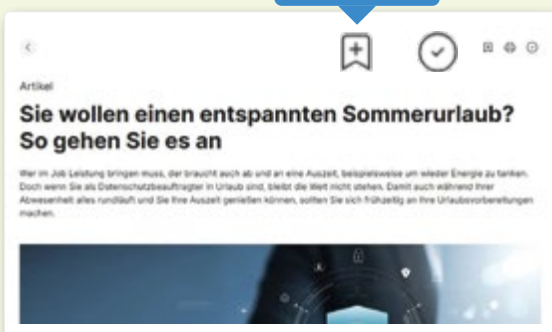 Artikel
Sie wollen einen entspannten Sommerurlaub?
So gehen Sie es an
Wer im Job Leistung bringen muss, der braucht auch ab und an eine Auszeit, beispielsweise um wieder Energie zu tanken.
Doch wenn Sie als Datenschutzbeauftragter in Urlaub sind, bleibt die Welt nicht stehen. Damit auch während Ihrer
Abwesenheit alles rundläuft und Sie Ihre Auszeit genießen können, sollten Sie sich frühzeitig an Ihre Urlaubsvorbereitungen
machen.